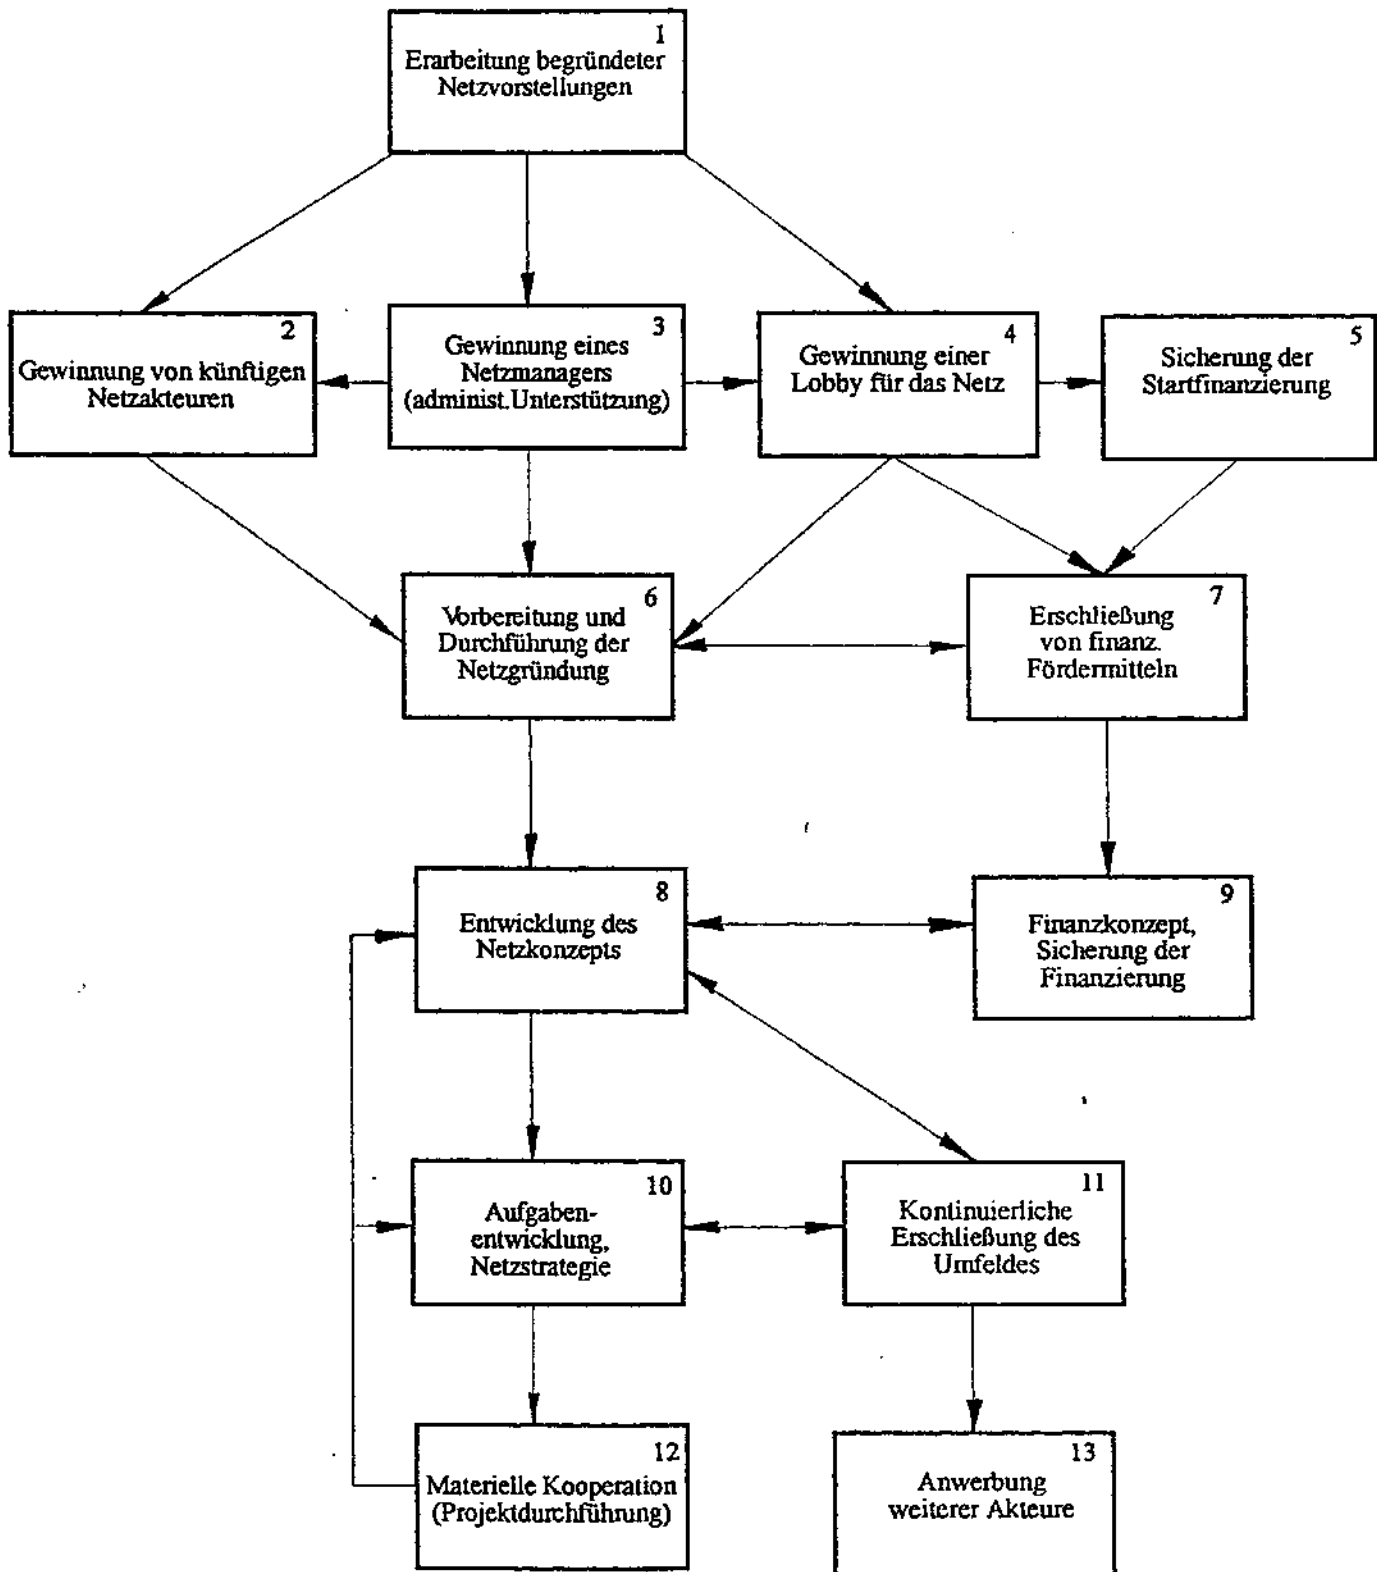 1
Erarbeitung begründeter
Netzvorstellungen
2
Gewinnung von künftigen
Netzakteuren
3
Gewinnung eines
Netzmanagers
(administ.Unterstützung)
4
Gewinnung einer
Lobby für das Netz
5
Sicherung der
Startfinanzierung
6
Vorbereitung und
Durchführung der
Netzgründung
7
Erschließung
von finanz.
Fördermitteln
8
Entwicklung des
Netzkonzepts
9
Finanzkonzept,
Sicherung der
Finanzierung
10
Aufgaben-
entwicklung,
Netzstrategie
11
Kontinuierliche
Erschließung des
Umfeldes
12
Materielle Kooperation
(Projektdurchführung)
13
Anwerbung
weiterer Akteure